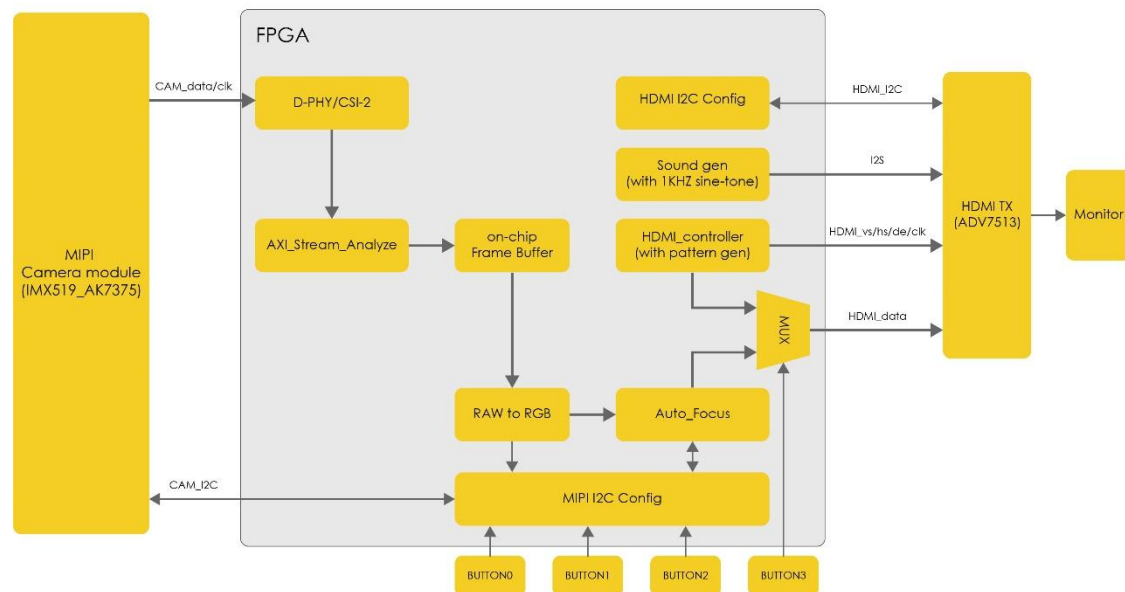 FPGA
CAM_data/clk
D-PHY/CSI-2
HDMI I2C Config
HDMI_I2C
Sound gen
(with 1KHZ sine-tone)
I2S
AXI_Stream_Analyze
on-chip
Frame Buffer
HDMI_controller
(with pattern gen)
HDMI_vs/hs/de/clk
HDMI TX
(ADV7513)
Monitor
MIPI
Camera module
(IMX519_AK7375)
MUX
HDMI_data
RAW to RGB
Auto_Focus
CAM_I2C
MIPI I2C Config
BUTTON0
BUTTON1
BUTTON2
BUTTON3